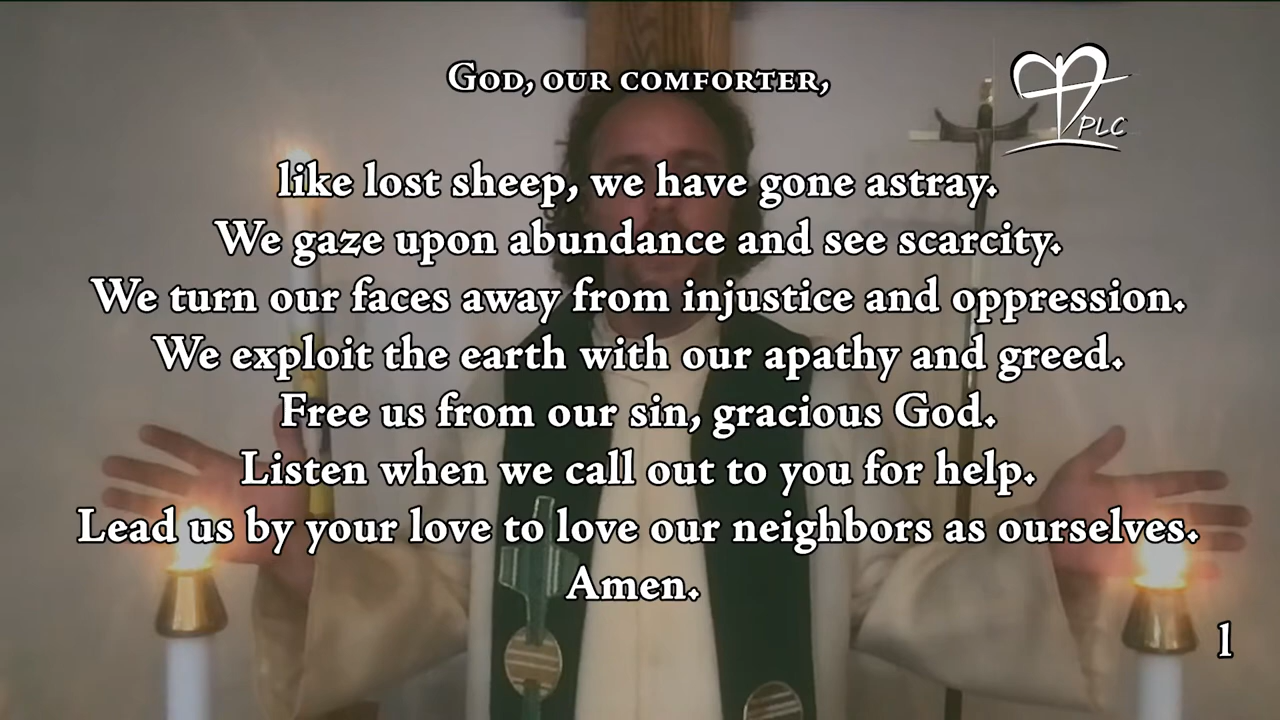 God, our comforter,
PLC
like lost sheep, we have gone astray.
We gaze upon abundance and see scarcity.
We turn our faces away from injustice and oppression.
We exploit the earth with our apathy and greed.
Free us from our sin, gracious God.
Listen when we call out to you for help.
Lead us by your love to love our neighbors as ourselves.
Amen.
1